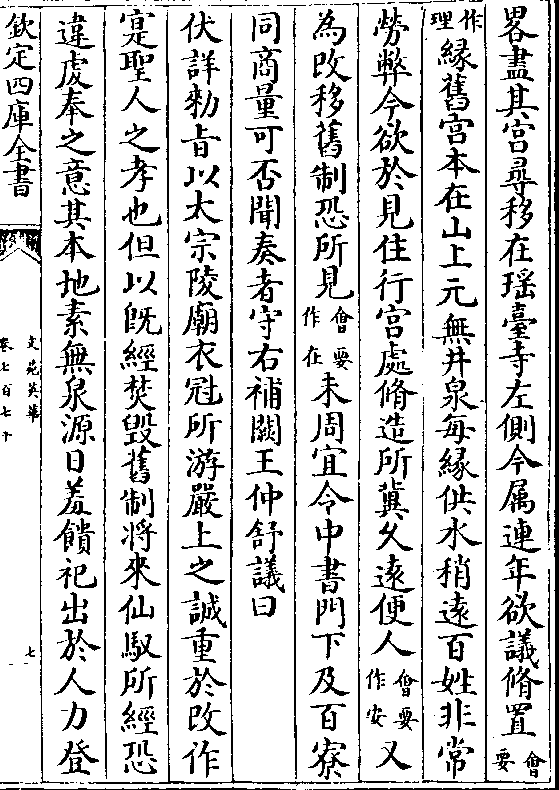 畧盡其宫尋移在瑶臺寺左側今属連年欲議脩置會要
作理縁舊宫本在山上元無井泉每縁供水稍遠百姓非常
勞弊今欲於見住行宫處脩造所冀久逺便人會要作安又
為改移舊制恐所見會要作在未周宜令中書門下及百寮
同商量可否聞奏者守右補闕王仲舒議曰
伏詳勑旨以太宗陵廟衣冠所游嚴上之誠重於改作
寔聖人之孝也但以既經焚毁舊制將來仙馭所經恐
違䖍奉之意其本地素無泉源日羞饋祀出於人力登
欽定四庫全書
文苑英華
卷七百七十
七